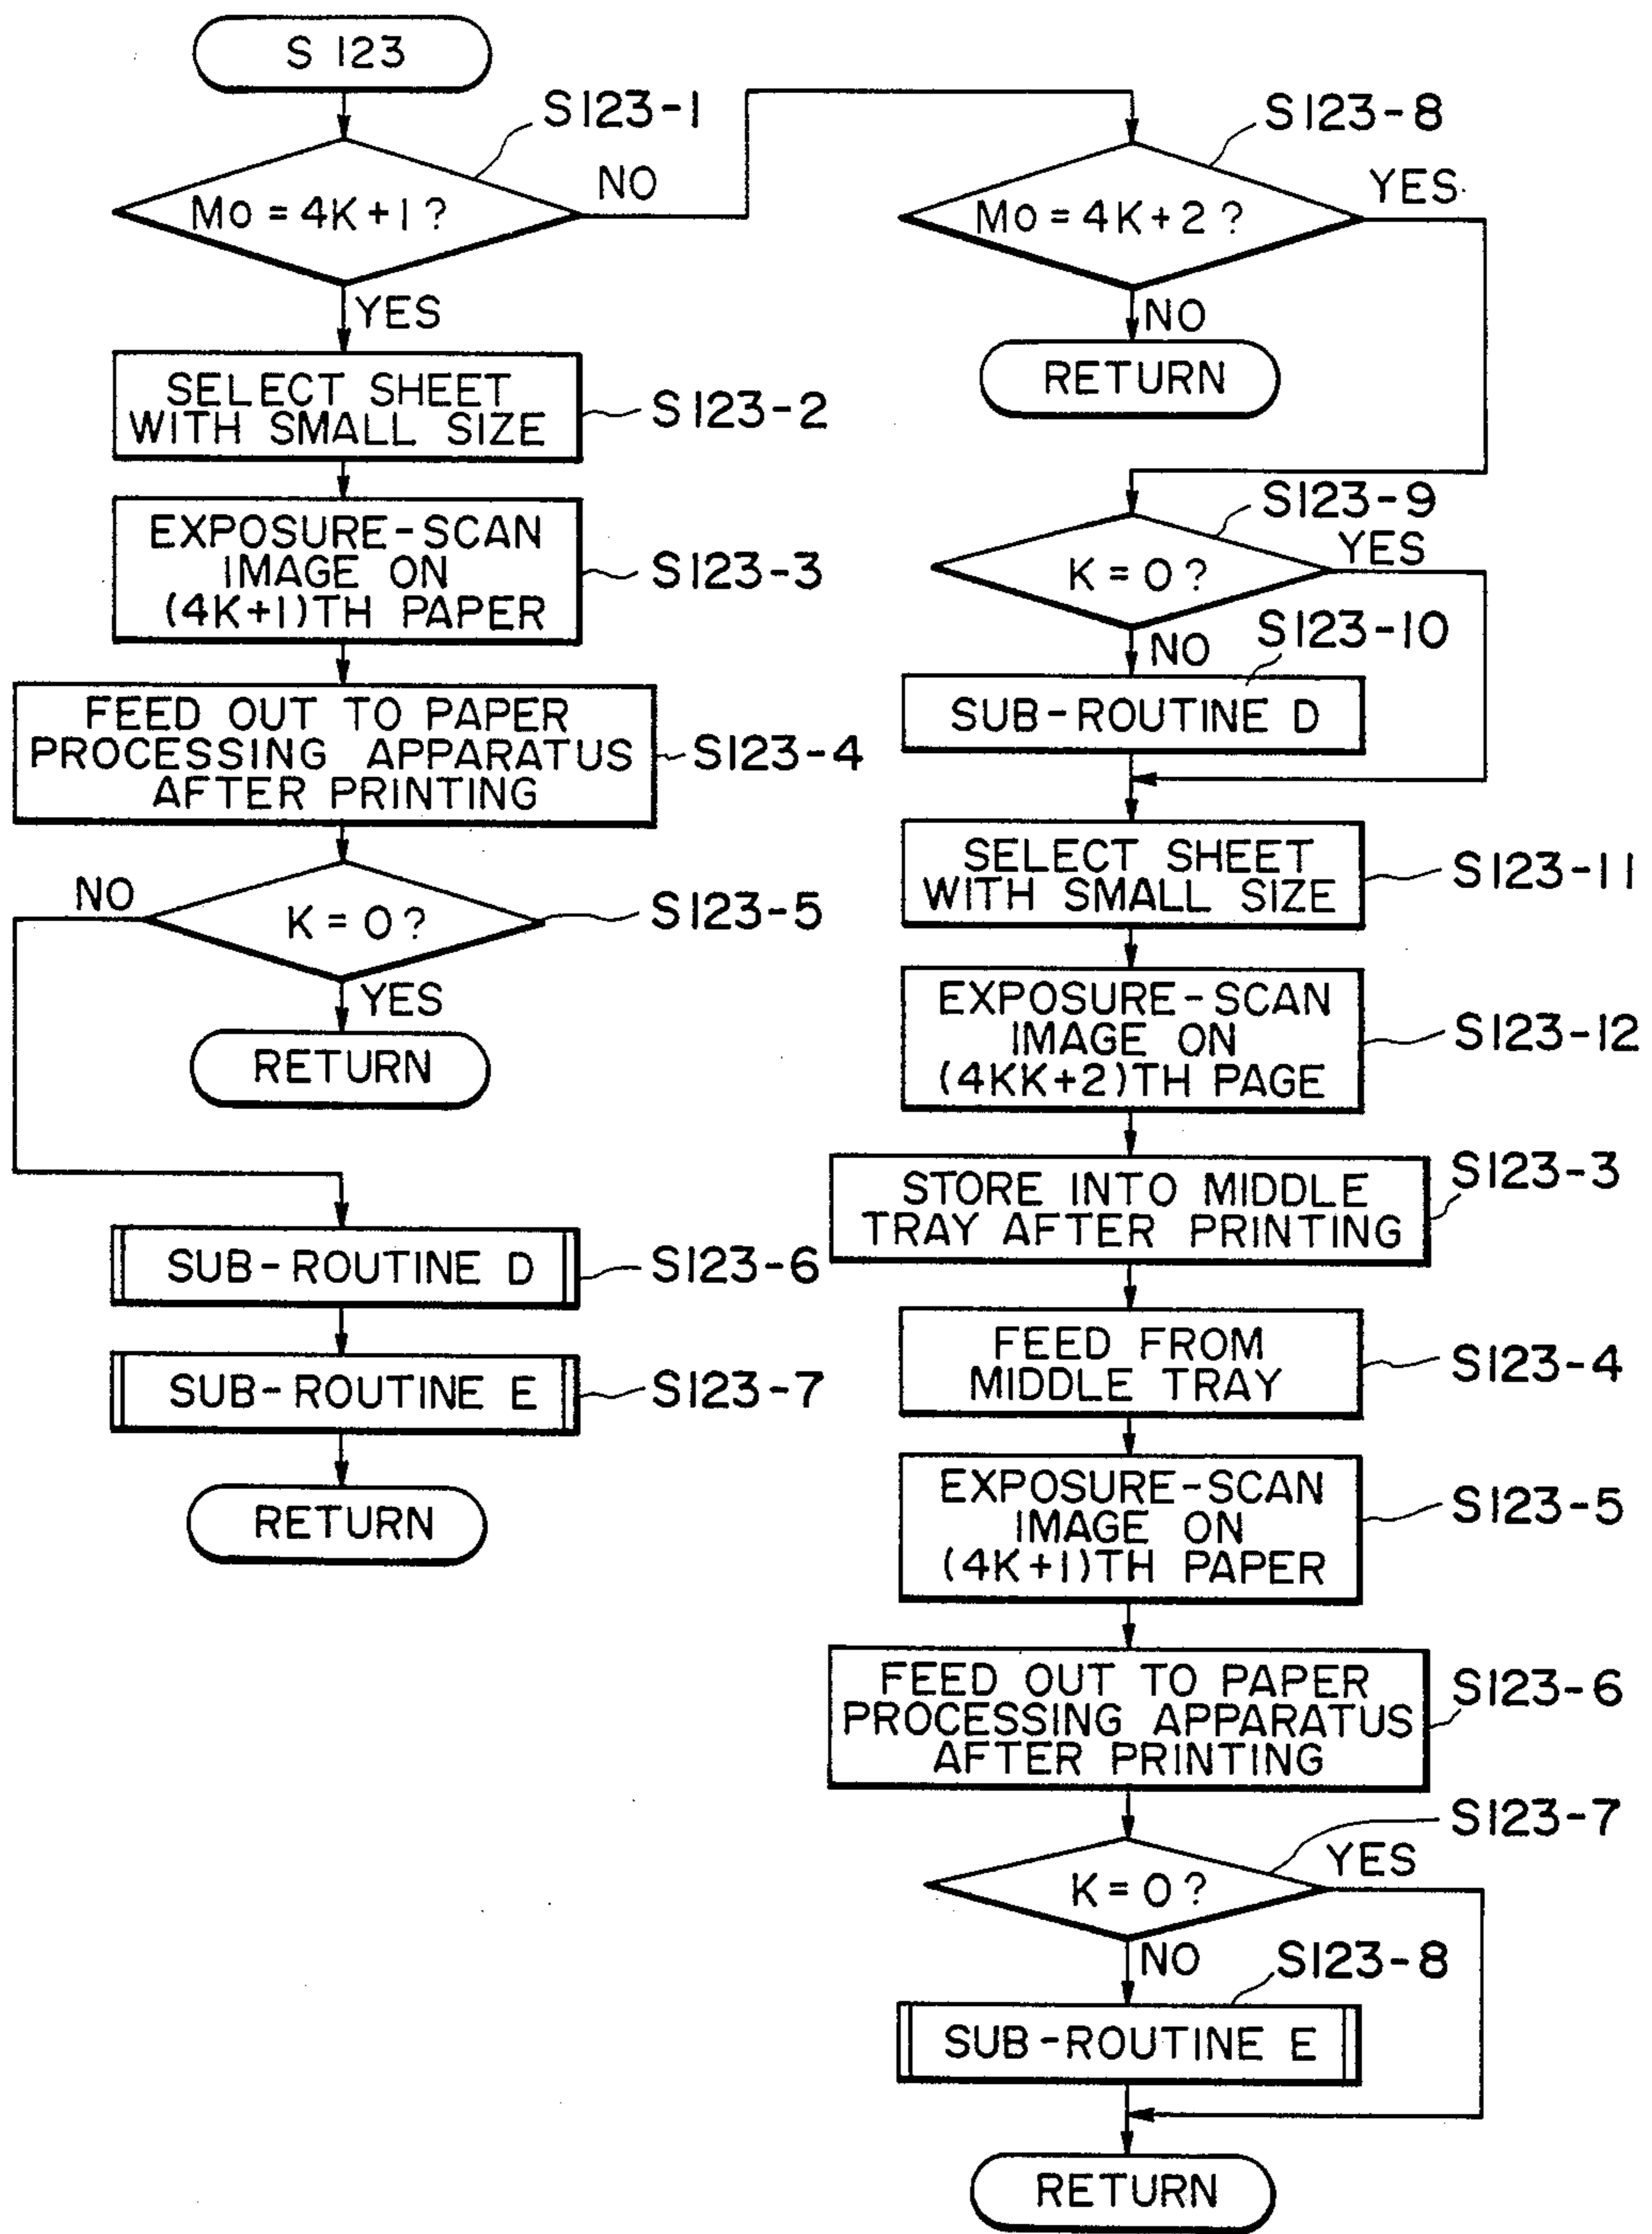 S 123
S123-1
Mo = 4K+1 ?
NO
YES
SELECT SHEET
WITH SMALL SIZE
S123-2
EXPOSURE-SCAN
IMAGE ON
(4K+1)TH PAPER
S123-3
FEED OUT TO PAPER
PROCESSING APPARATUS
AFTER PRINTING
S123-4
NO
K = 0 ?
S123-5
YES
RETURN
SUB-ROUTINE D
S123-6
SUB-ROUTINE E
S123-7
RETURN
S123-8
Mo = 4K+2 ?
YES
NO
RETURN
S123-9
K = 0 ?
YES
NO
S123-10
SUB-ROUTINE D
SELECT SHEET
WITH SMALL SIZE
S123-11
EXPOSURE-SCAN
IMAGE ON
(4KK+2)TH PAGE
S123-12
STORE INTO MIDDLE
TRAY AFTER PRINTING
S123-3
FEED FROM
MIDDLE TRAY
S123-4
EXPOSURE-SCAN
IMAGE ON
(4K+1)TH PAPER
S123-5
FEED OUT TO PAPER
PROCESSING APPARATUS
AFTER PRINTING
S123-6
S123-7
K = 0 ?
YES
NO
S123-8
SUB-ROUTINE E
RETURN